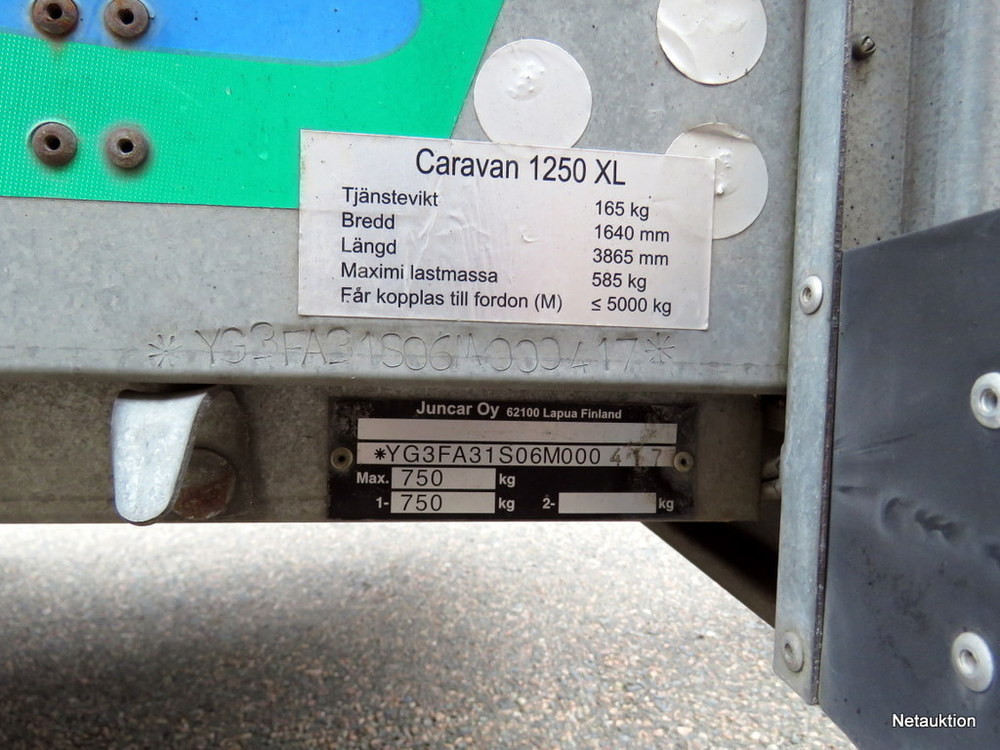 Caravan 1250 XL
Tjänstevikt 165 kg
Bredd 1640 mm
Längd 3865 mm
Maximi lastmassa 585 kg
Får kopplas till fordon (M) ≤ 5000 kg
*YG3FA31S06M000417*
Juncar Oy 62100 Lapua Finland
*YG3FA31S06M000417
Max. 750 kg
1- 750 kg 2- kg
Netauktion